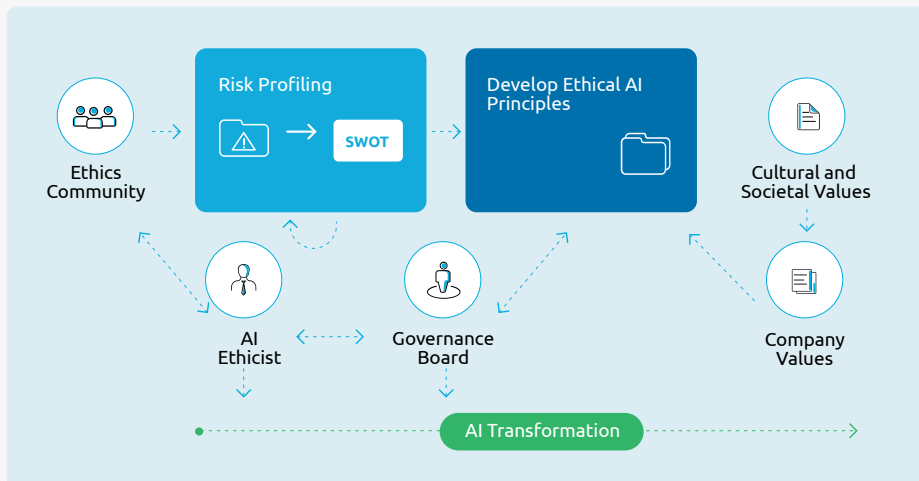 Risk Profiling
SWOT
Develop Ethical AI
Principles
Ethics
Community
Cultural and
Societal Values
AI
Ethicist
Governance
Board
Company
Values
AI Transformation